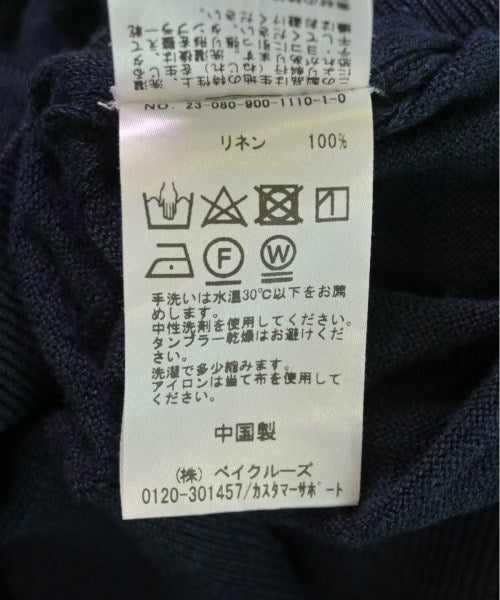 NO. 23-080-900-1110-1-0
リネン 100%
手洗いは水温30℃以下をお薦
めします。
中性洗剤を使用してください。
タンブラー乾燥はお避けくださ
い。
洗濯で多少縮みます。
アイロンは当て布を使用して
ください。
中国製
(株) ベイクルーズ
0120-301457/カスタマーサポート